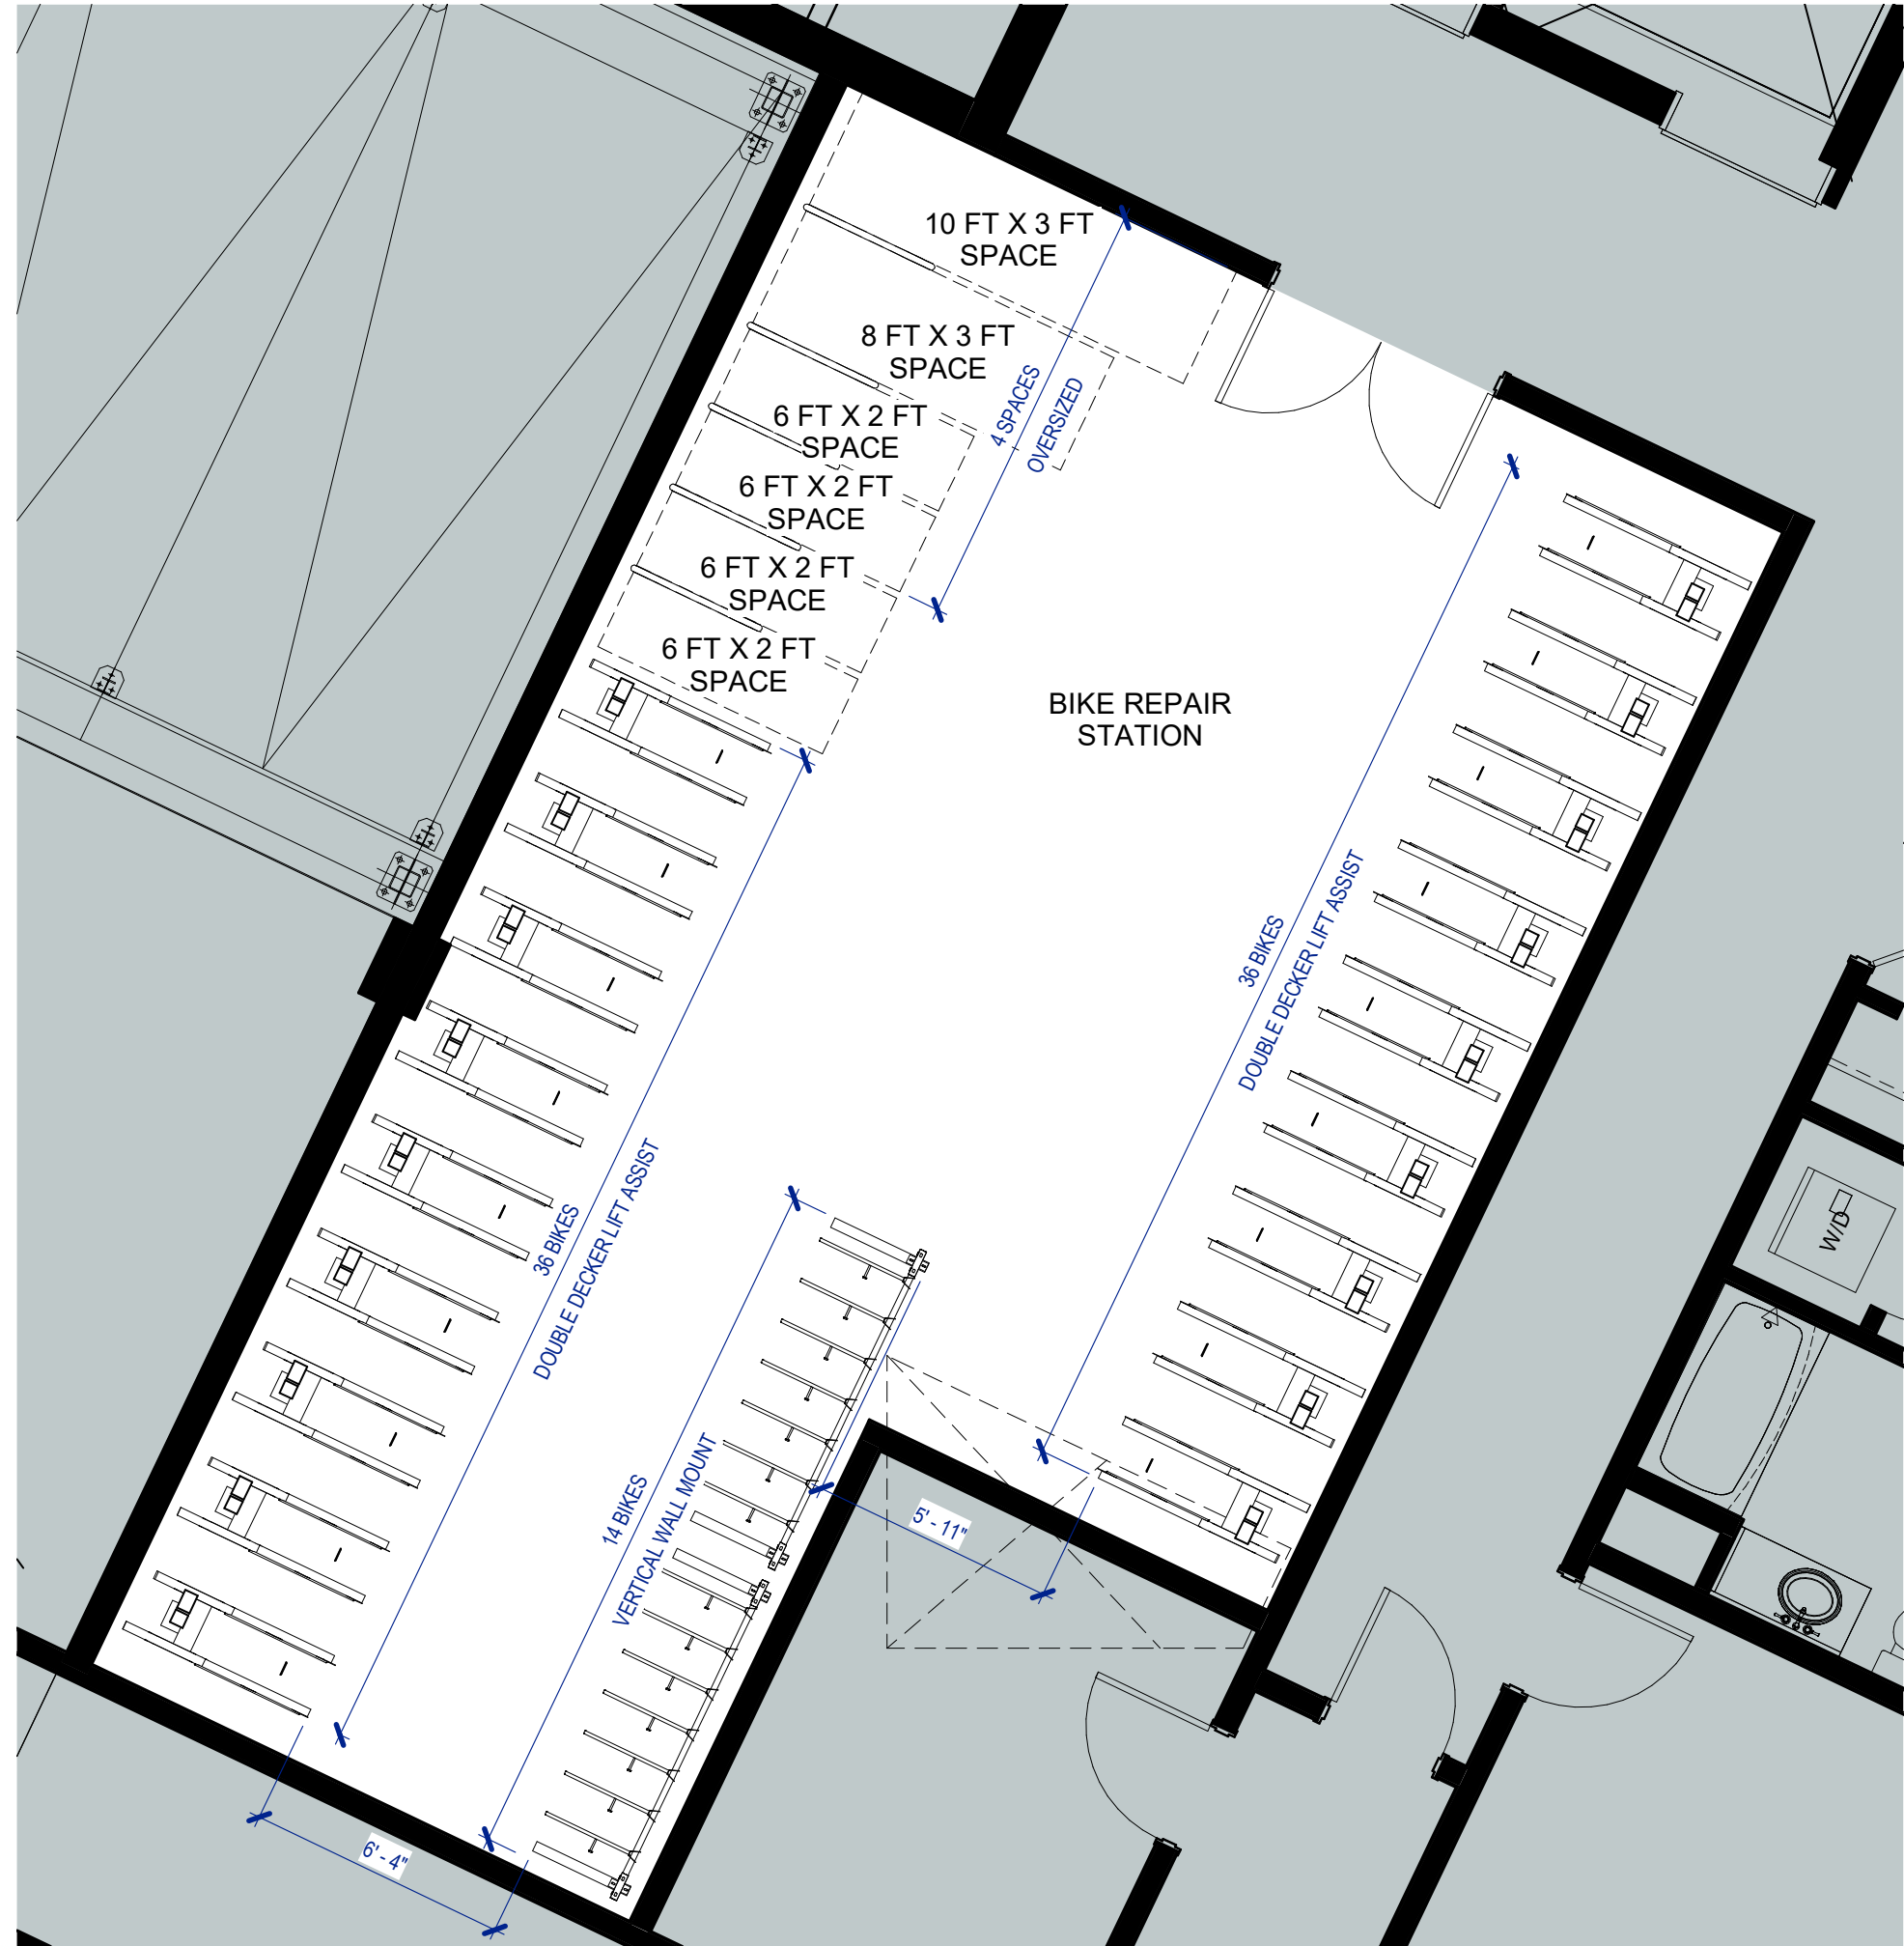 10 FT X 3 FT
SPACE
8 FT X 3 FT
SPACE
6 FT X 2 FT
SPACE
6 FT X 2 FT
SPACE
6 FT X 2 FT
SPACE
6 FT X 2 FT
SPACE
4 SPACES
OVERSIZED
BIKE REPAIR
STATION
36 BIKES
DOUBLE DECKER LIFT ASSIST
36 BIKES
DOUBLE DECKER LIFT ASSIST
14 BIKES
VERTICAL WALL MOUNT
5' - 11"
6' - 4"
W/D